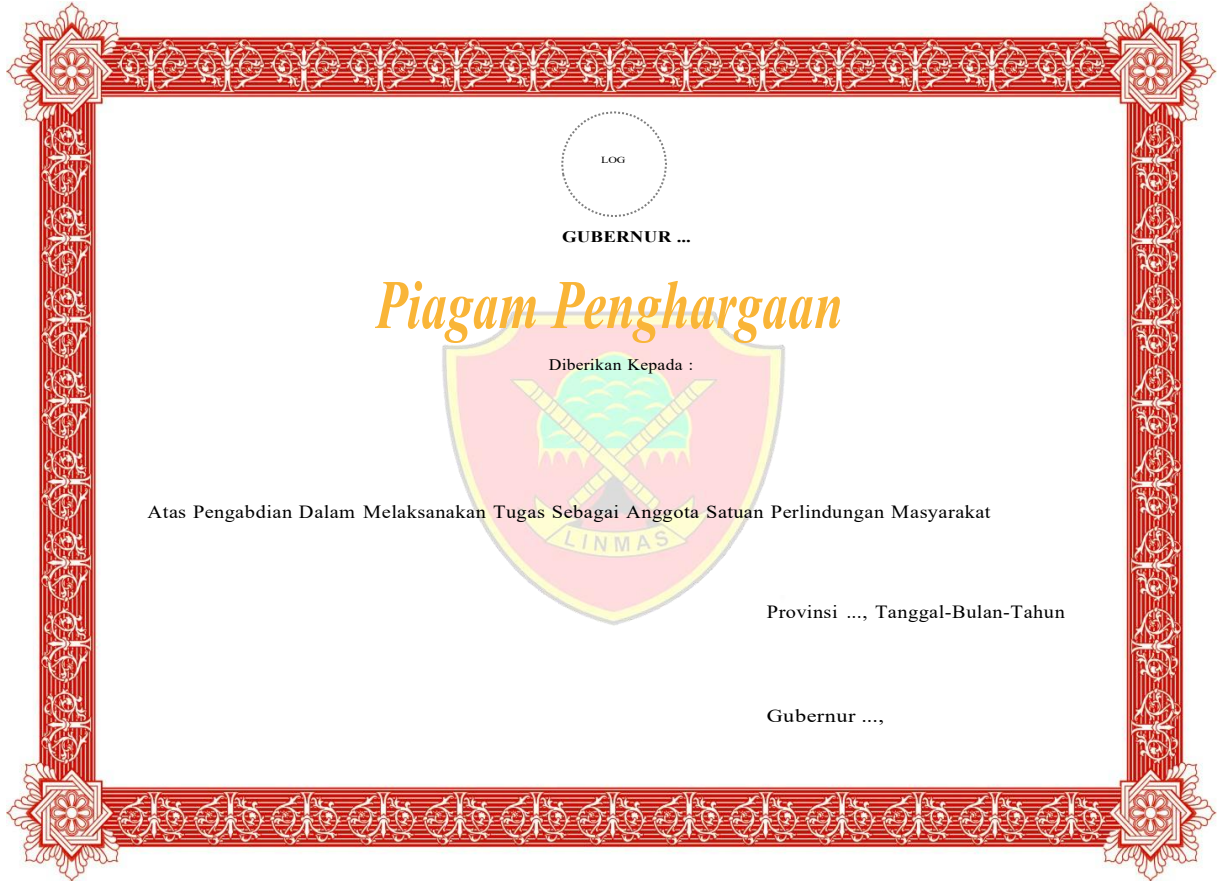 LOG
GUBERNUR ...
Piagam Penghargaan
Diberikan Kepada :
Atas Pengabdian Dalam Melaksanakan Tugas Sebagai Anggota Satuan Perlindungan Masyarakat
LINMAS
Provinsi ..., Tanggal-Bulan-Tahun
Gubernur ...,